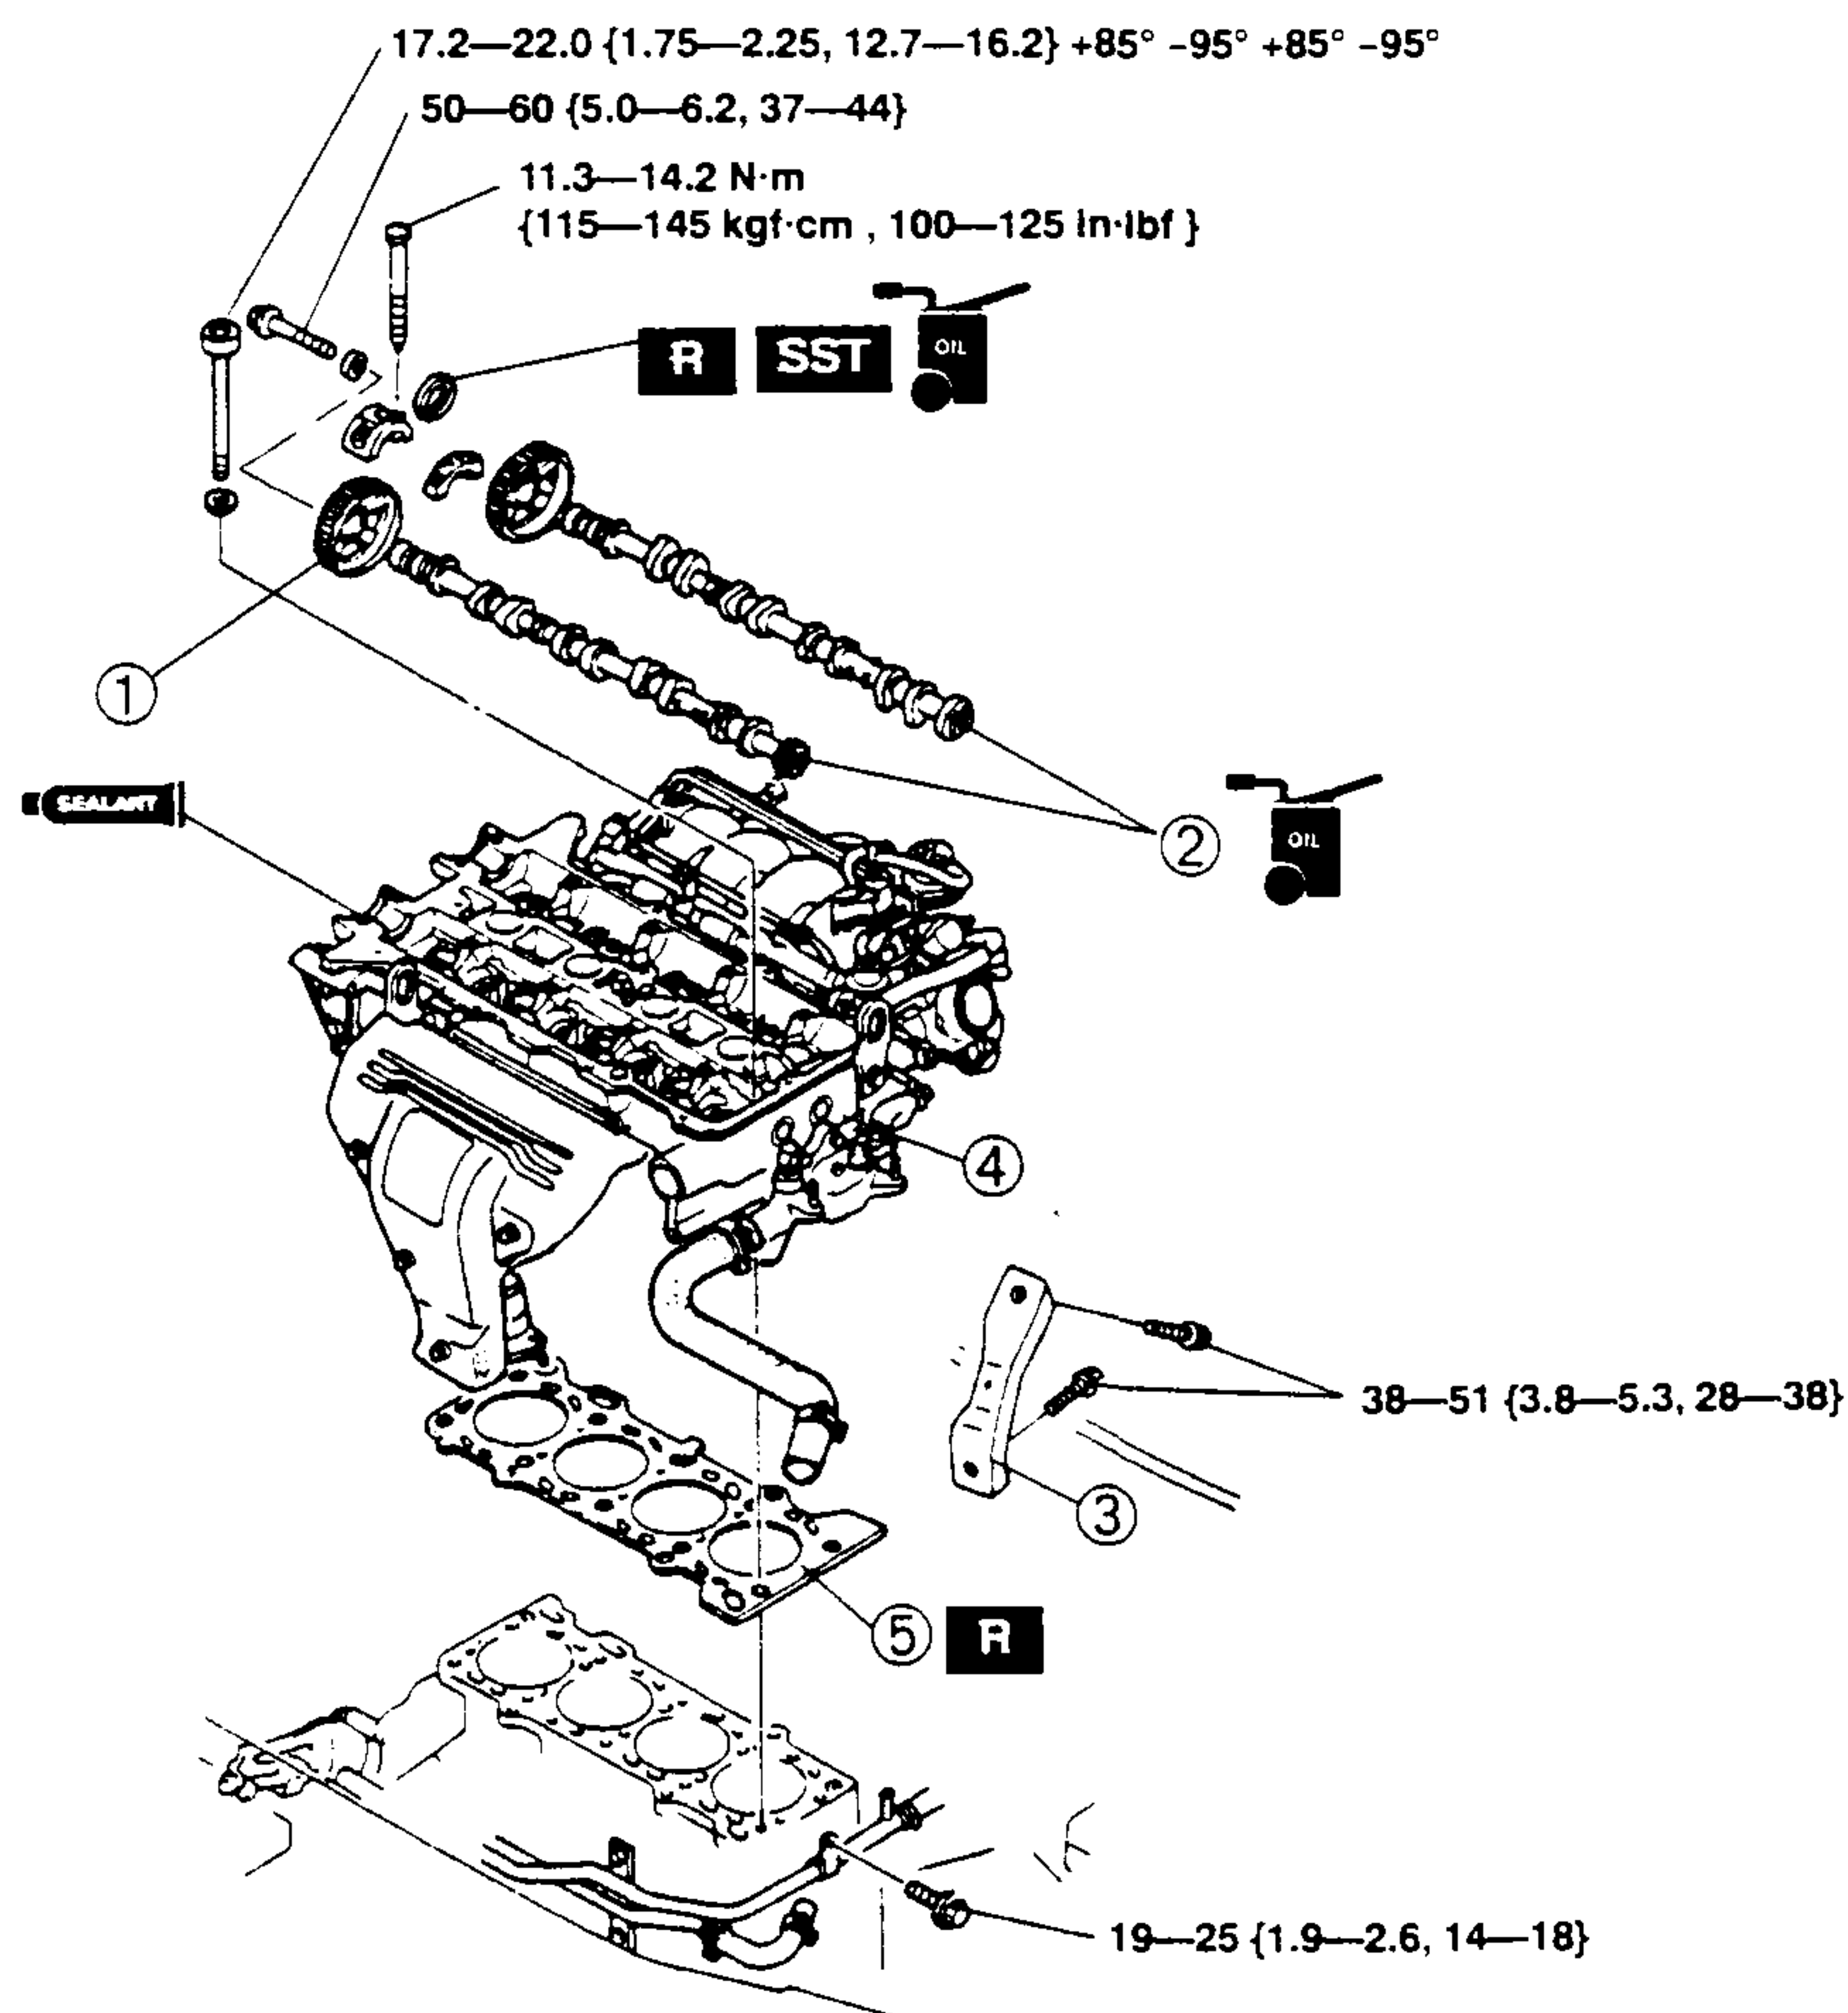 17.2—22.0 {1.75—2.25, 12.7—16.2} +85° -95° +85° -95°
50—60 {5.0—6.2, 37—44}
11.3—14.2 N·m
{115—145 kgf·cm , 100—125 in·lbf }
R SST OIL
1
SEALANT
2 OIL
4
38—51 {3.8—5.3, 28—38}
3
5 R
19—25 {1.9—2.6, 14—18}